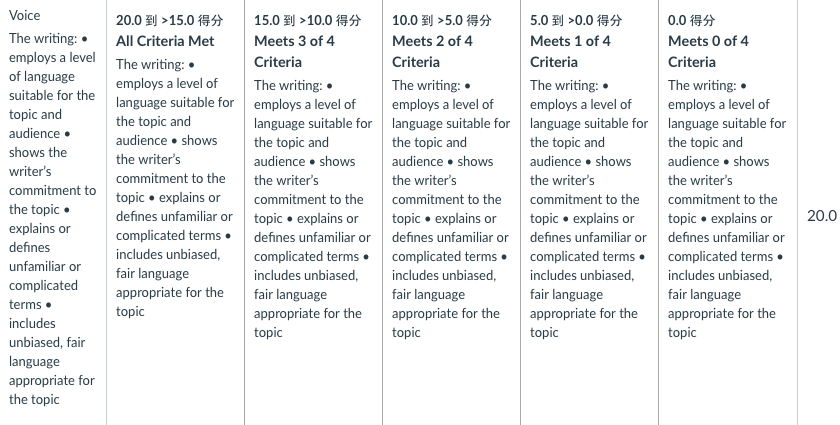 Voice
The writing: •
employs a level
of language
suitable for the
topic and
audience •
shows the
writer's
commitment to
the topic •
explains or
defines
unfamiliar or
complicated
terms •
includes
unbiased, fair
language
appropriate for
the topic
20.0 到 >15.0 得分
All Criteria Met
The writing: •
employs a level of
language suitable for
the topic and
audience • shows
the writer's
commitment to the
topic • explains or
defines unfamiliar or
complicated terms •
includes unbiased,
fair language
appropriate for the
topic
15.0 到 >10.0 得分
Meets 3 of 4
Criteria
The writing: •
employs a level of
language suitable for
the topic and
audience • shows
the writer's
commitment to the
topic • explains or
defines unfamiliar or
complicated terms •
includes unbiased,
fair language
appropriate for the
topic
10.0 到 >5.0 得分
Meets 2 of 4
Criteria
The writing: •
employs a level of
language suitable for
the topic and
audience • shows
the writer's
commitment to the
topic • explains or
defines unfamiliar or
complicated terms •
includes unbiased,
fair language
appropriate for the
topic
5.0 到 >0.0 得分
Meets 1 of 4
Criteria
The writing: •
employs a level of
language suitable for
the topic and
audience • shows
the writer's
commitment to the
topic • explains or
defines unfamiliar or
complicated terms •
includes unbiased,
fair language
appropriate for the
topic
0.0 得分
Meets 0 of 4
Criteria
The writing: •
employs a level of
language suitable for
the topic and
audience • shows
the writer's
commitment to the
topic • explains or
defines unfamiliar or
complicated terms •
includes unbiased,
fair language
appropriate for the
topic
20.0